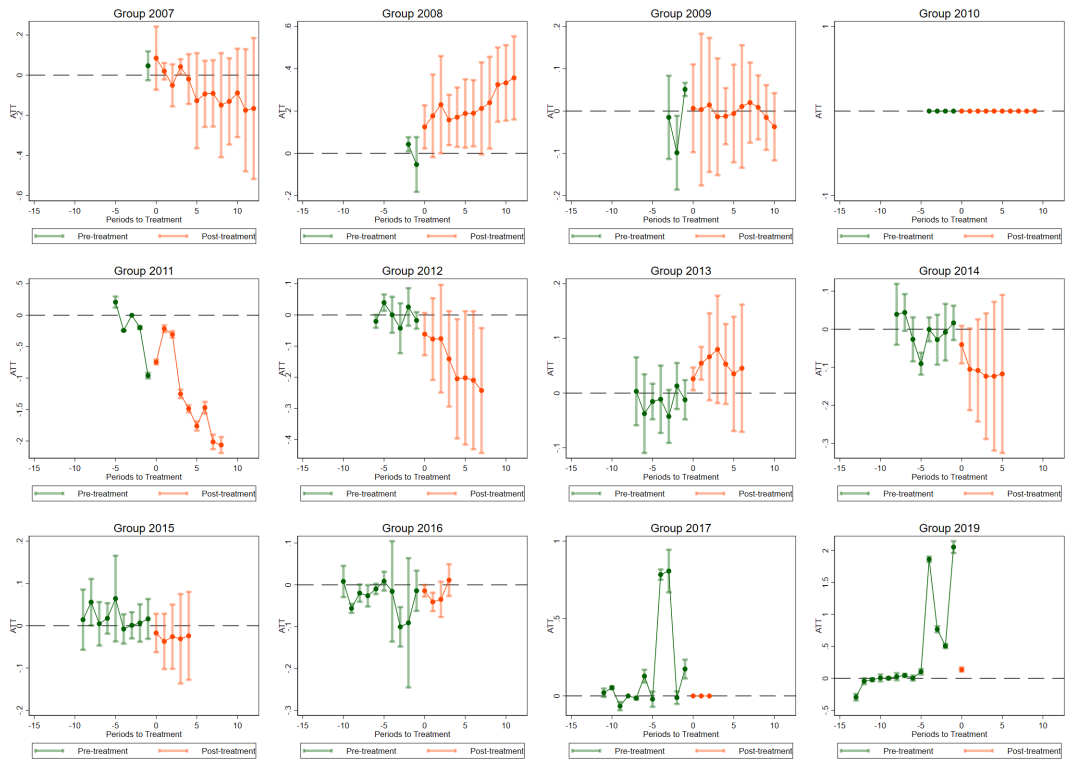 Group 2007
.2
0
-.2
-.4
-.6
ATT
-15 -10 -5 0 5 10
Periods to Treatment
Pre-treatment Post-treatment
Group 2008
.6
.4
.2
0
-.2
ATT
-15 -10 -5 0 5 10
Periods to Treatment
Pre-treatment Post-treatment
Group 2009
.2
.1
0
-.1
-.2
ATT
-15 -10 -5 0 5 10
Periods to Treatment
Pre-treatment Post-treatment
Group 2010
1
0
-1
ATT
-15 -10 -5 0 5 10
Periods to Treatment
Pre-treatment Post-treatment
Group 2011
.5
0
-.5
-1
-1.5
-2
ATT
-15 -10 -5 0 5 10
Periods to Treatment
Pre-treatment Post-treatment
Group 2012
.1
0
-.1
-.2
-.3
-.4
ATT
-15 -10 -5 0 5 10
Periods to Treatment
Pre-treatment Post-treatment
Group 2013
.2
.1
0
-.1
ATT
-15 -10 -5 0 5 10
Periods to Treatment
Pre-treatment Post-treatment
Group 2014
.1
0
-.1
-.2
-.3
ATT
-15 -10 -5 0 5 10
Periods to Treatment
Pre-treatment Post-treatment
Group 2015
.2
.1
0
-.1
-.2
ATT
-15 -10 -5 0 5 10
Periods to Treatment
Pre-treatment Post-treatment
Group 2016
.1
0
-.1
-.2
-.3
ATT
-15 -10 -5 0 5 10
Periods to Treatment
Pre-treatment Post-treatment
Group 2017
1
.5
0
ATT
-15 -10 -5 0 5 10
Periods to Treatment
Pre-treatment Post-treatment
Group 2019
2
1.5
1
.5
0
-.5
ATT
-15 -10 -5 0 5 10
Periods to Treatment
Pre-treatment Post-treatment